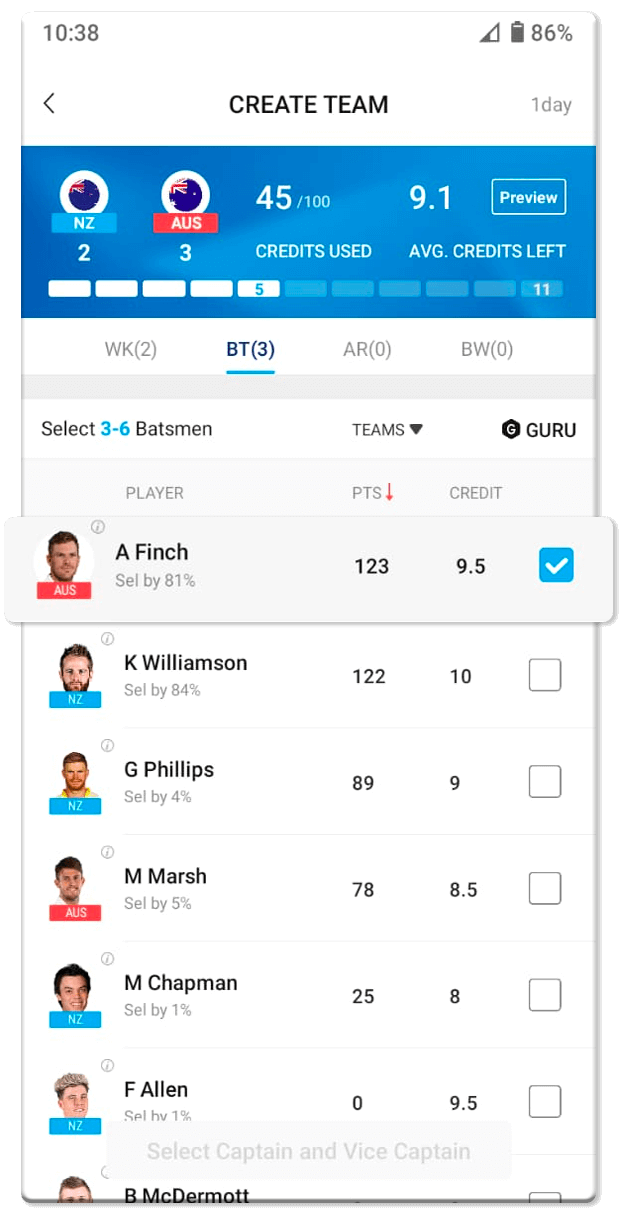 10:38 86%
CREATE TEAM 1day
45 /100 9.1 Preview
NZ AUS
2 3 CREDITS USED AVG. CREDITS LEFT
5 11
WK(2) BT(3) AR(0) BW(0)
Select 3-6 Batsmen TEAMS GURU
PLAYER PTS CREDIT
A Finch
Sel by 81%
123 9.5
AUS
K Williamson
Sel by 84%
122 10
NZ
G Phillips
Sel by 4%
89 9
NZ
M Marsh
Sel by 5%
78 8.5
AUS
M Chapman
Sel by 1%
25 8
NZ
F Allen
Sel by 1%
0 9.5
NZ
Select Captain and Vice Captain
B McDermott